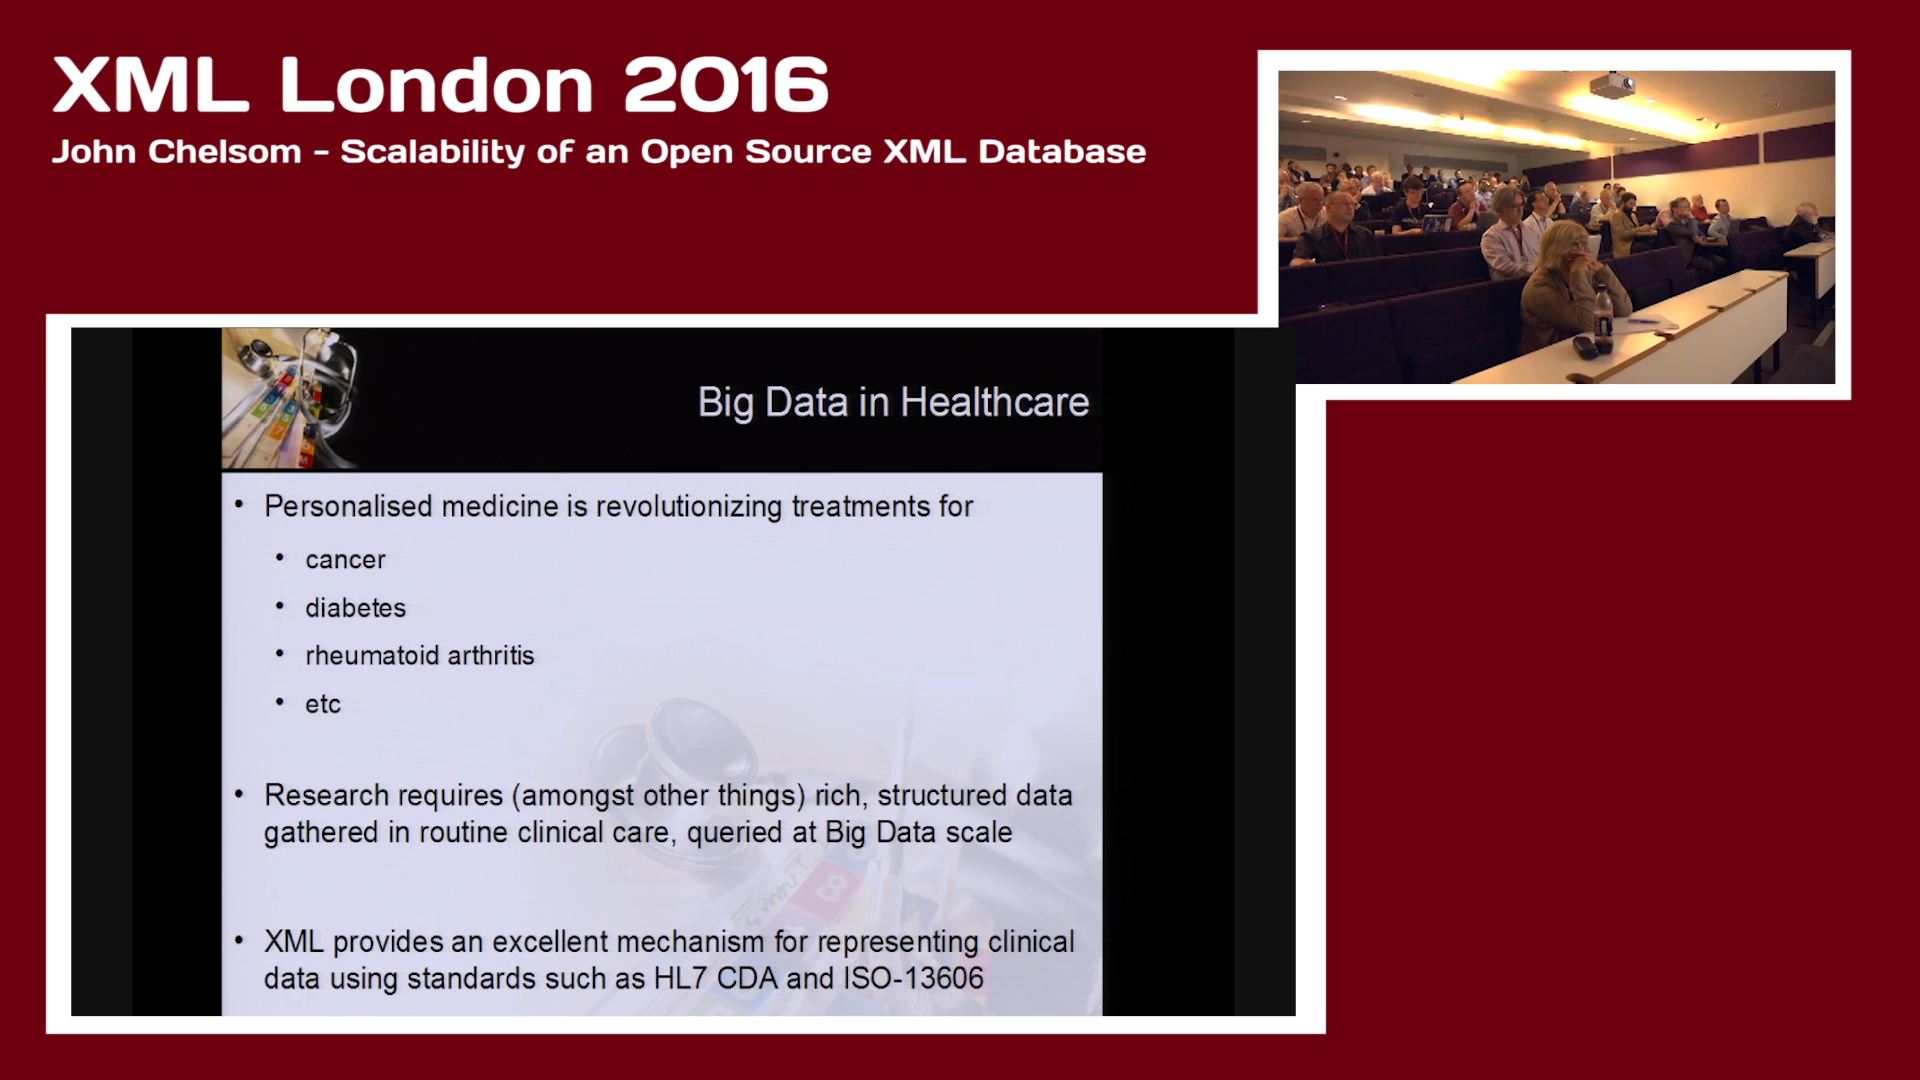 XML London 2016
John Chelsom - Scalability of an Open Source XML Database
Big Data in Healthcare
• Personalised medicine is revolutionizing treatments for
• cancer
• diabetes
• rheumatoid arthritis
• etc
• Research requires (amongst other things) rich, structured data
gathered in routine clinical care, queried at Big Data scale
• XML provides an excellent mechanism for representing clinical
data using standards such as HL7 CDA and ISO-13606